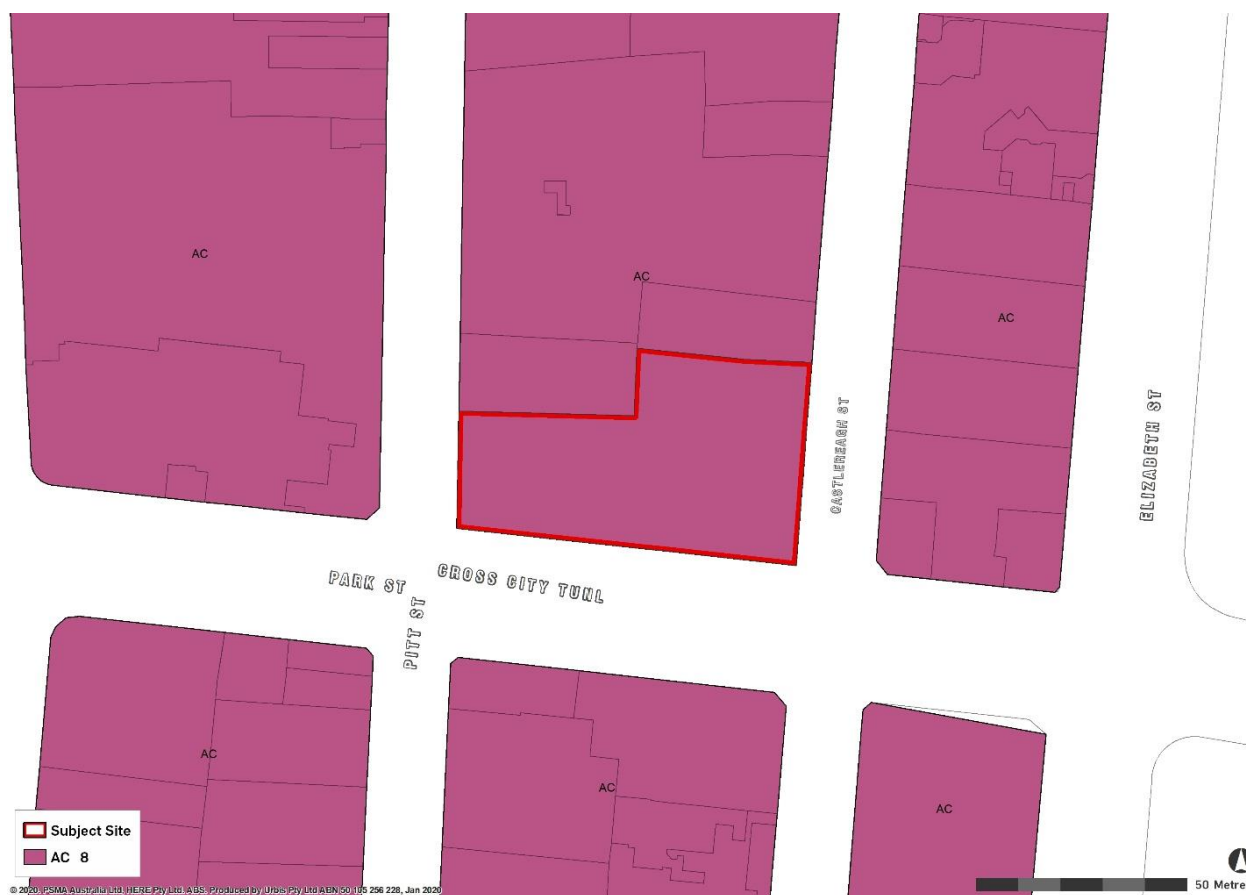 AC
AC
AC
CASTLEREAGH ST
ELIZABETH ST
PARK ST
CROSS CITY TUNL
PITT ST
AC
AC
AC
Subject Site
AC 8
© 2020. PSMA Australia Ltd, HERE Pty Ltd. ABS. Produced by Urbis Pty Ltd ABN 50 105 256 228, Jan 2020
50 Metre